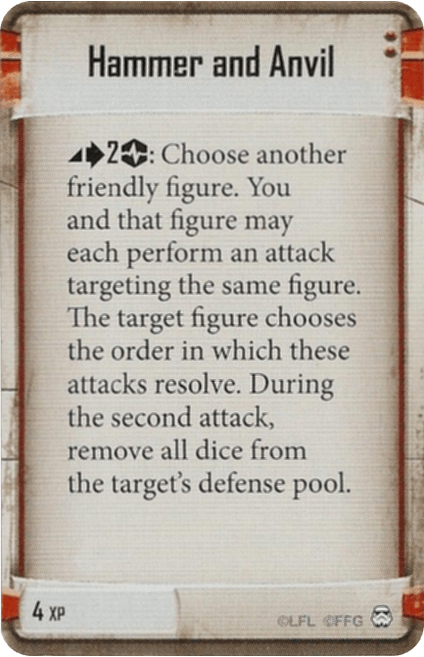 Hammer and Anvil
2: Choose another
friendly figure. You
and that figure may
each perform an attack
targeting the same figure.
The target figure chooses
the order in which these
attacks resolve. During
the second attack,
remove all dice from
the target's defense pool.
4 XP
©LFL ©FFG